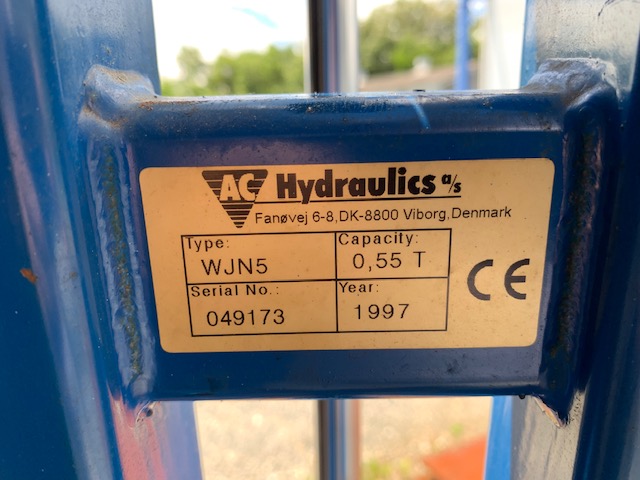 AC Hydraulics a/s
Fanøvej 6-8,DK-8800 Viborg,Denmark
Type: Capacity:
WJN5 0,55 T
Serial No.: Year:
049173 1997
CE